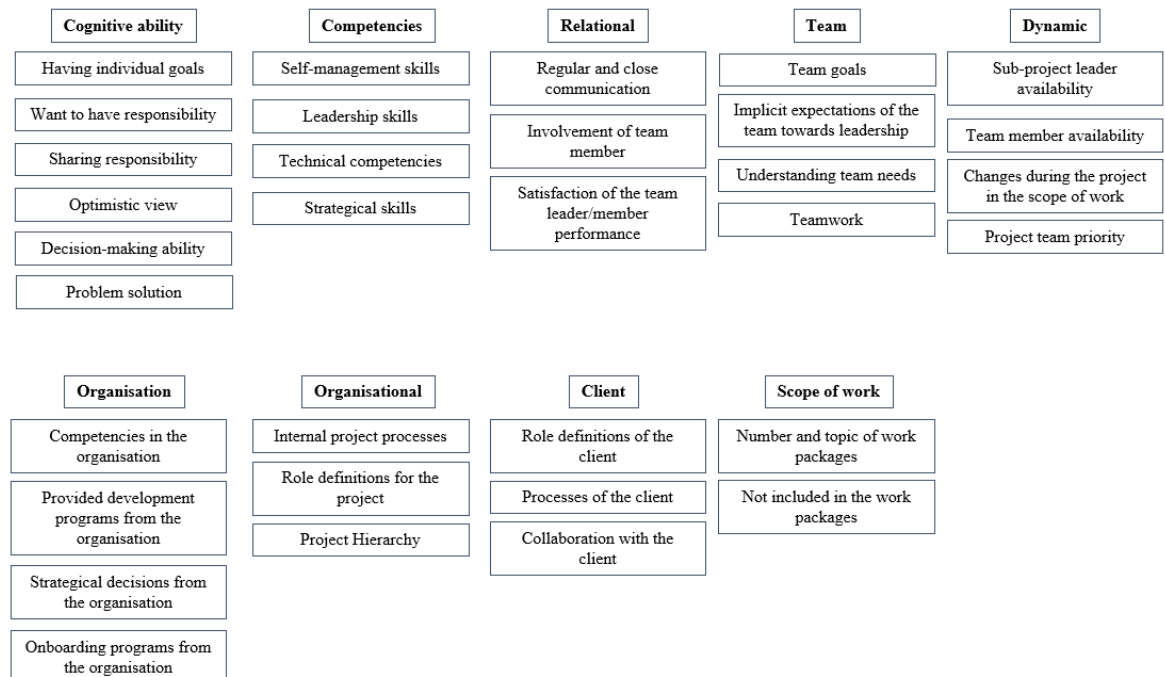 Cognitive ability
Having individual goals
Want to have responsibility
Sharing responsibility
Optimistic view
Decision-making ability
Problem solution
Competencies
Self-management skills
Leadership skills
Technical competencies
Strategical skills
Relational
Regular and close
communication
Involvement of team
member
Satisfaction of the team
leader/member
performance
Team
Team goals
Implicit expectations of the
team towards leadership
Understanding team needs
Teamwork
Dynamic
Sub-project leader
availability
Team member availability
Changes during the project
in the scope of work
Project team priority
Organisation
Competencies in the
organisation
Provided development
programs from the
organisation
Strategical decisions from
the organisation
Onboarding programs from
the organisation
Organisational
Internal project processes
Role definitions for the
project
Project Hierarchy
Client
Role definitions of the
client
Processes of the client
Collaboration with the
client
Scope of work
Number and topic of work
packages
Not included in the work
packages